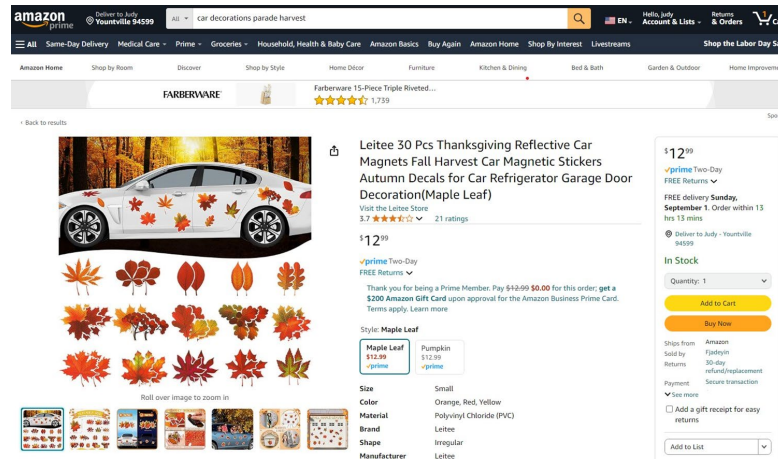 amazon
prime
Deliver to Judy
Yountville 94599
All
car decorations parade harvest
EN
Hello, judy
Account & Lists
Returns
& Orders
All
Same-Day Delivery
Medical Care
Prime
Groceries
Household, Health & Baby Care
Amazon Basics
Buy Again
Amazon Home
Shop By Interest
Livestreams
Shop the Labor Day
Amazon Home
Shop by Room
Discover
Shop by Style
Home Décor
Furniture
Kitchen & Dining
Bed & Bath
Garden & Outdoor
FARBERWARE
Farberware 15-Piece Triple Riveted...
1,739
‹ Back to results
Leitee 30 Pcs Thanksgiving Reflective Car
Magnets Fall Harvest Car Magnetic Stickers
Autumn Decals for Car Refrigerator Garage Door
Decoration(Maple Leaf)
Visit the Leitee Store
3.7
21 ratings
$12 99
prime Two-Day
FREE Returns
Thank you for being a Prime Member. Pay $12.99 $0.00 for this order; get a
$200 Amazon Gift Card upon approval for the Amazon Business Prime Card.
Terms apply. Learn more
Style: Maple Leaf
Maple Leaf
$12.99
prime
Pumpkin
$12.99
prime
Size Small
Color Orange, Red, Yellow
Material Polyvinyl Chloride (PVC)
Brand Leitee
Shape Irregular
Manufacturer Leitee
Roll over image to zoom in
$12 99
prime Two-Day
FREE Returns
FREE delivery Sunday,
September 1. Order within 13
hrs 13 mins
Deliver to Judy - Yountville
94599
In Stock
Quantity: 1
Add to Cart
Buy Now
Ships from Amazon
Sold by Fjadeyin
Returns 30-day
refund/replacement
Payment Secure transaction
See more
Add a gift receipt for easy
returns
Add to List